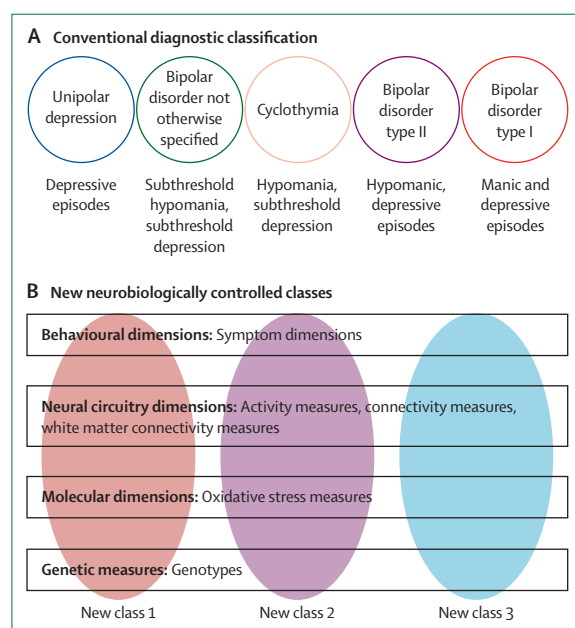 A Conventional diagnostic classification
Unipolar
depression
Bipolar
disorder not
otherwise
specified
Cyclothymia
Bipolar
disorder
type II
Bipolar
disorder
type I
Depressive
episodes
Subthreshold
hypomania,
subthreshold
depression
Hypomania,
subthreshold
depression
Hypomanic,
depressive
episodes
Manic and
depressive
episodes
B New neurobiologically controlled classes
Behavioural dimensions: Symptom dimensions
Neural circuitry dimensions: Activity measures, connectivity measures,
white matter connectivity measures
Molecular dimensions: Oxidative stress measures
Genetic measures: Genotypes
New class 1
New class 2
New class 3